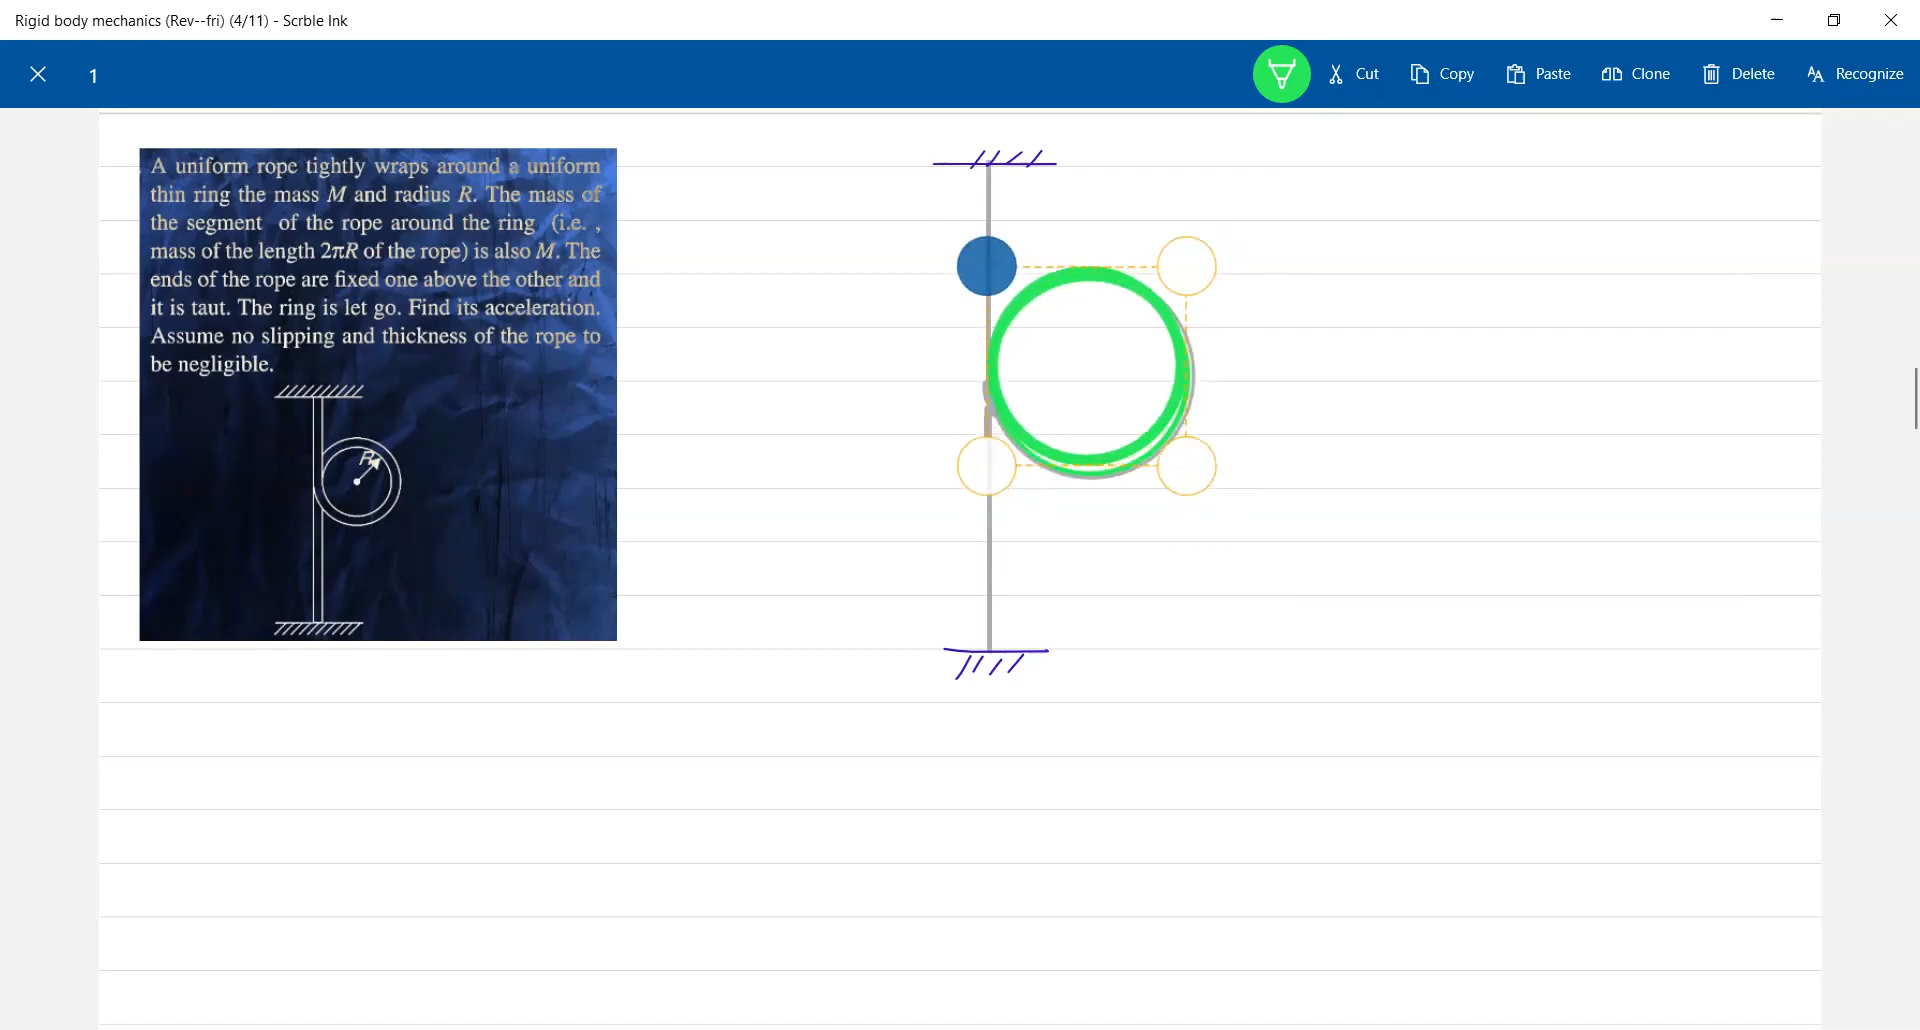 Rigid body mechanics (Rev--fri) (4/11) - Scrble Ink
1
Cut
Copy
Paste
Clone
Delete
Recognize
A uniform rope tightly wraps around a uniform
thin ring the mass M and radius R. The mass of
the segment of the rope around the ring (i.e. ,
mass of the length 2πR of the rope) is also M. The
ends of the rope are fixed one above the other and
it is taut. The ring is let go. Find its acceleration.
Assume no slipping and thickness of the rope to
be negligible.
R